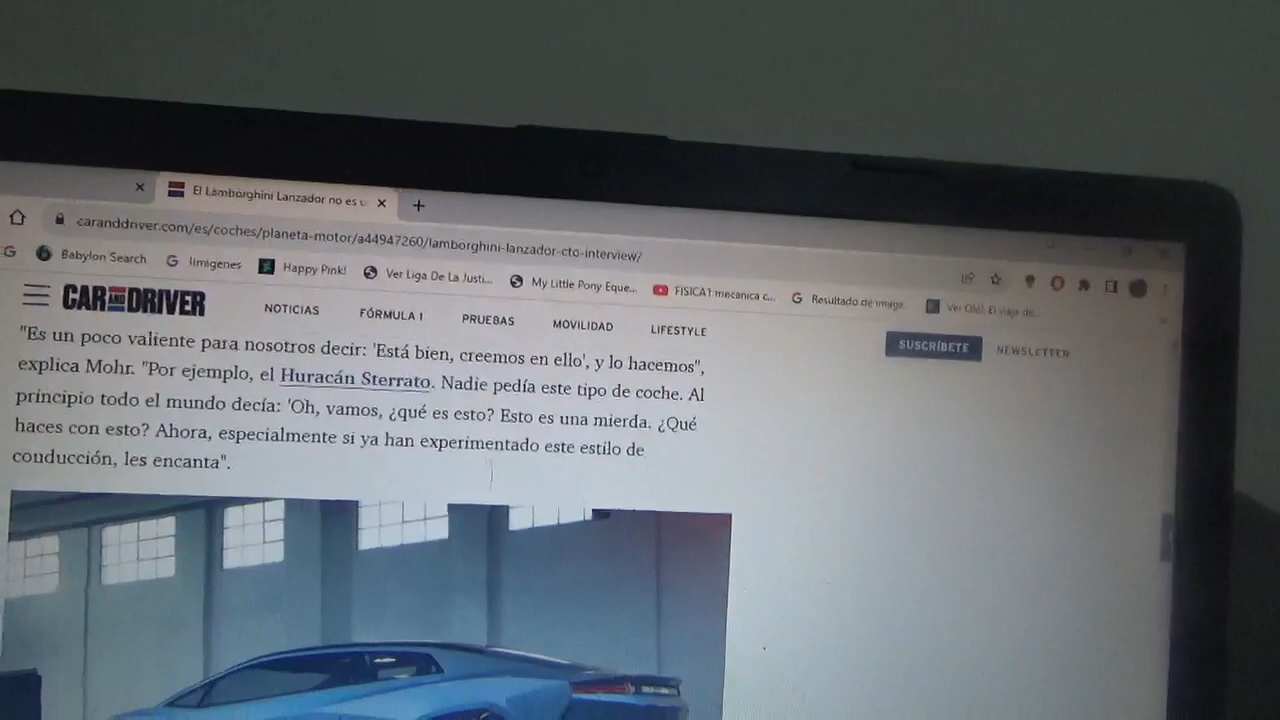 El Lamborghini Lanzador no es u
caranddriver.com/es/coches/planeta-motor/a44947260/lamborghini-lanzador-cto-interview/
Babylon Search
Iimigenes
Happy Pink!
Ver Liga De La Justi...
My Little Pony Eque...
FISICA1:mecanica c...
Resultado de image...
CAR AND DRIVER
NOTICIAS
FÓRMULA 1
PRUEBAS
MOVILIDAD
LIFESTYLE
SUSCRÍBETE
NEWSLETTER
"Es un poco valiente para nosotros decir: 'Está bien, creemos en ello', y lo hacemos",
explica Mohr. "Por ejemplo, el Huracán Sterrato. Nadie pedía este tipo de coche. Al
principio todo el mundo decía: 'Oh, vamos, ¿qué es esto? Esto es una mierda. ¿Qué
haces con esto? Ahora, especialmente si ya han experimentado este estilo de
conducción, les encanta".